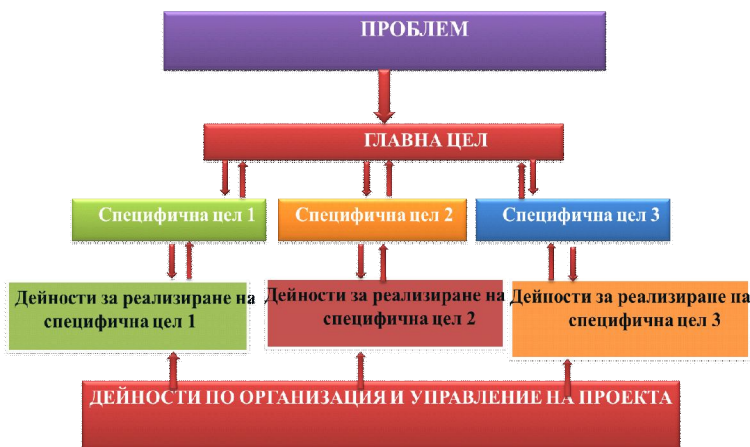 ПРОБЛЕМ
ГЛАВНА ЦЕЛ
Специфична цел 1
Специфична цел 2
Специфична цел 3
Дейности за реализиране на
специфична цел 1
Дейности за реализиране на
специфична цел 2
Дейности за реализиране на
специфична цел 3
ДЕЙНОСТИ ПО ОРГАНИЗАЦИЯ И УПРАВЛЕНИЕ НА ПРОЕКТА